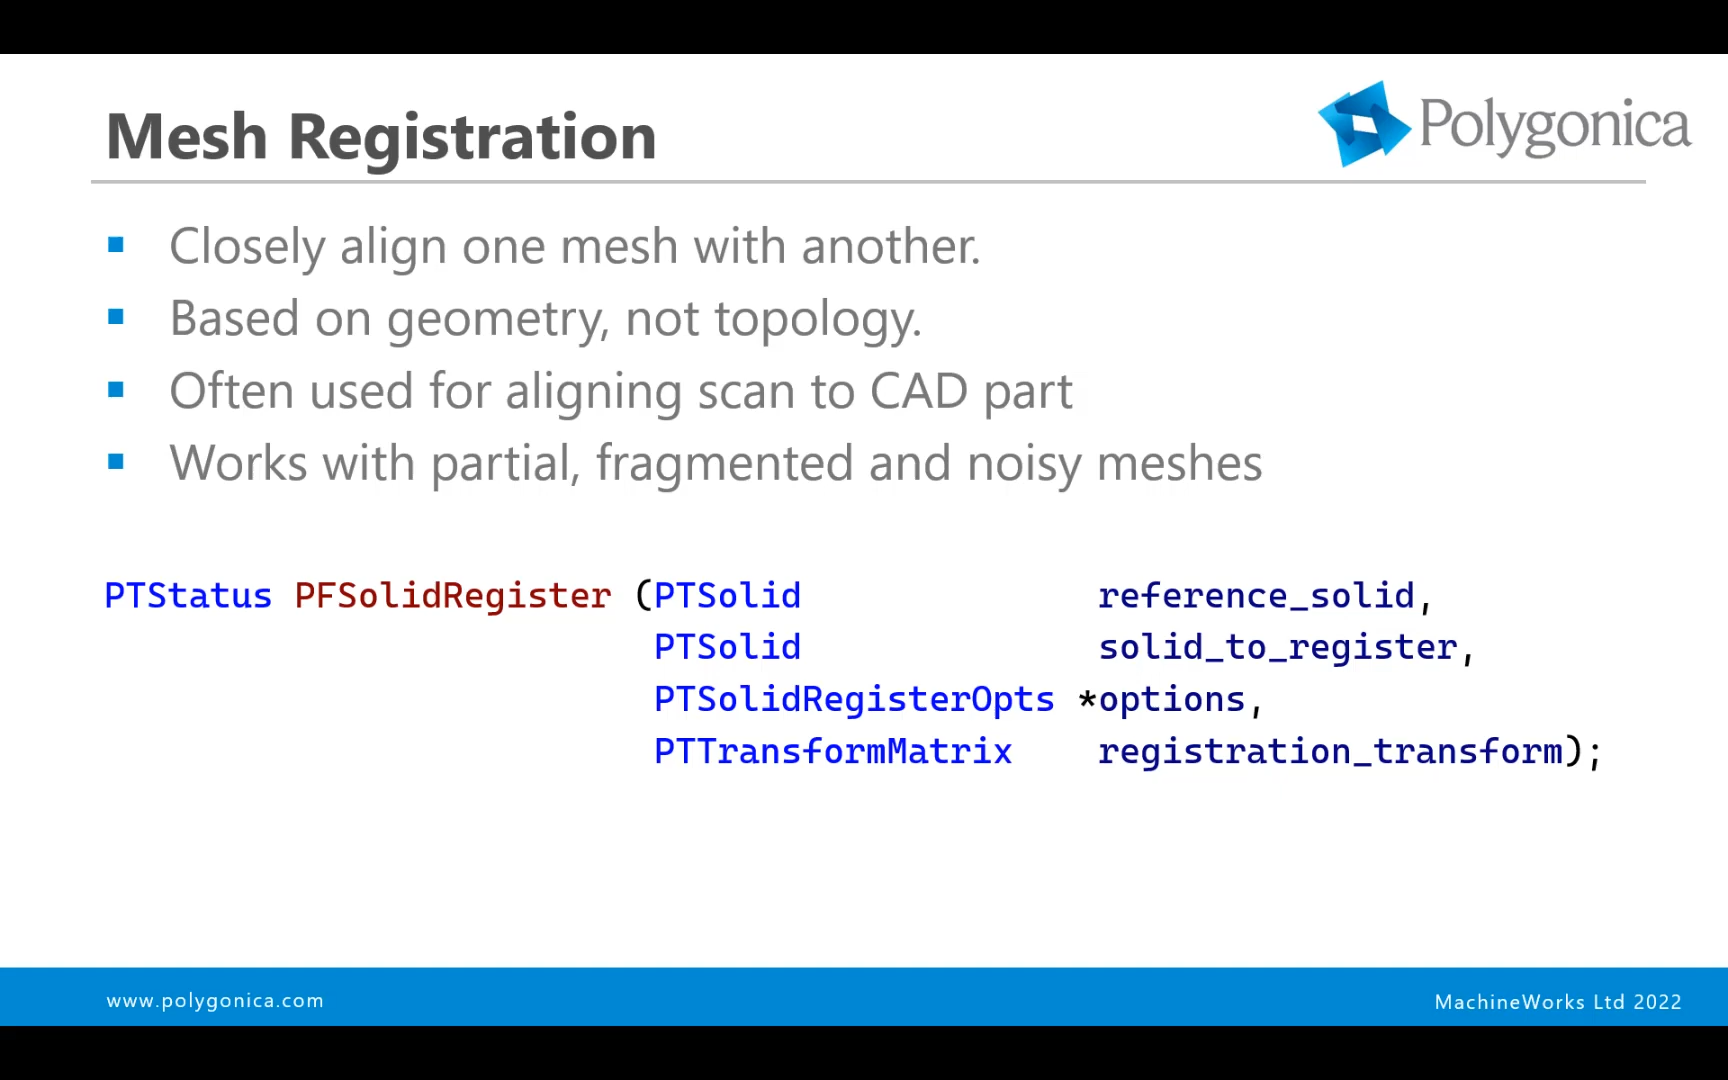 Mesh Registration
Polygonica
Closely align one mesh with another.
Based on geometry, not topology.
Often used for aligning scan to CAD part
Works with partial, fragmented and noisy meshes
PTStatus PFSolidRegister (PTSolid reference_solid,
PTSolid solid_to_register,
PTSolidRegisterOpts *options,
PTTransformMatrix registration_transform);
www.polygonica.com
MachineWorks Ltd 2022